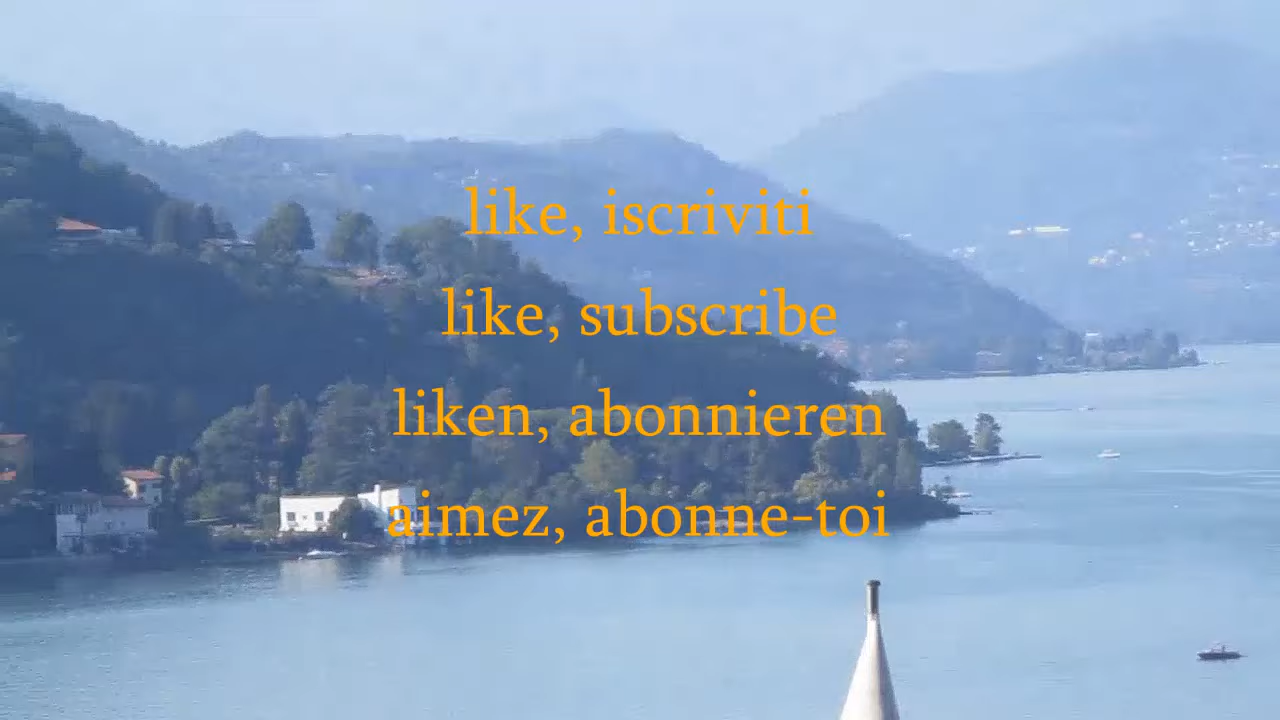 like, iscriviti
like, subscribe
liken, abonnieren
aimez, abonne-toi